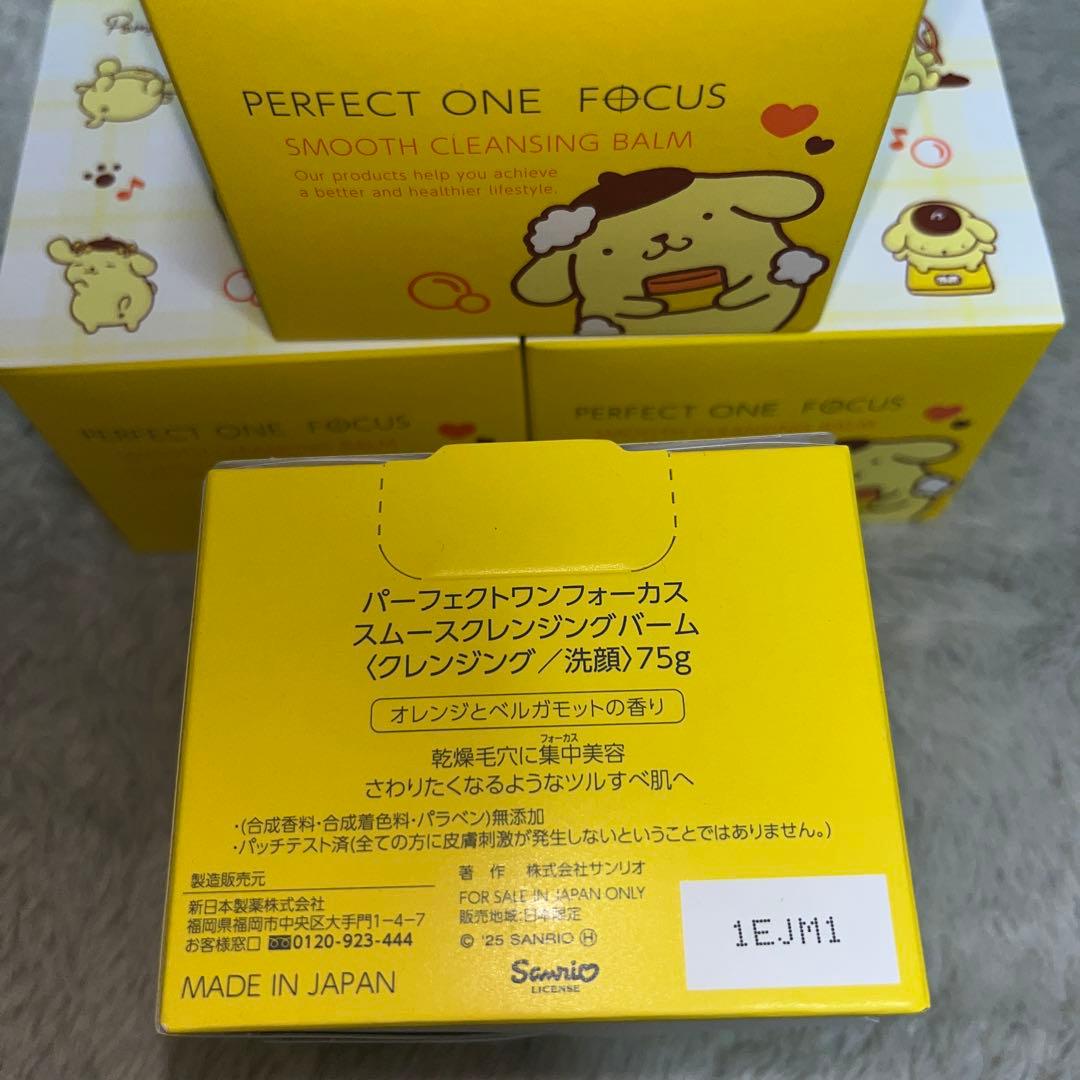 PERFECT ONE FOCUS
SMOOTH CLEANSING BALM
Our products help you achieve
a better and healthier lifestyle.
PERFECT ONE FOCUS
PERFECT ONE FOCUS
SMOOTH CLEANSING BALM
パーフェクトワンフォーカス
スムースクレンジングバーム
〈クレンジング/洗顔〉75g
オレンジとベルガモットの香り
フォーカス
乾燥毛穴に集中美容
さわりたくなるようなツルすべ肌へ
・(合成香料・合成着色料・パラベン)無添加
・パッチテスト済(全ての方に皮膚刺激が発生しないということではありません。)
製造販売元
新日本製薬株式会社
福岡県福岡市中央区大手門1-4-7
お客様窓口 0120-923-444
MADE IN JAPAN
著 作 株式会社サンリオ
FOR SALE IN JAPAN ONLY
販売地域:日本限定
© '25 SANRIO Ⓗ
Sanrio
LICENSE
1EJM1